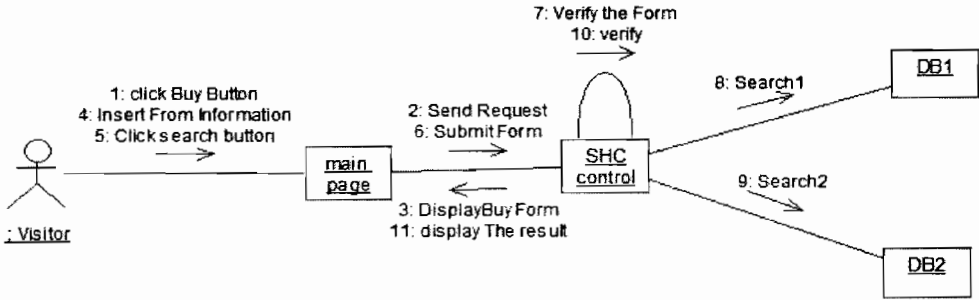 7: Verify the Form
10: verify
DB1
8: Search1
1: click Buy Button
4: Insert From Information
5: Click search button
2: Send Request
6: Submit Form
main
page
SHC
control
9: Search2
3: DisplayBuy Form
11: display The result
: Visitor
DB2